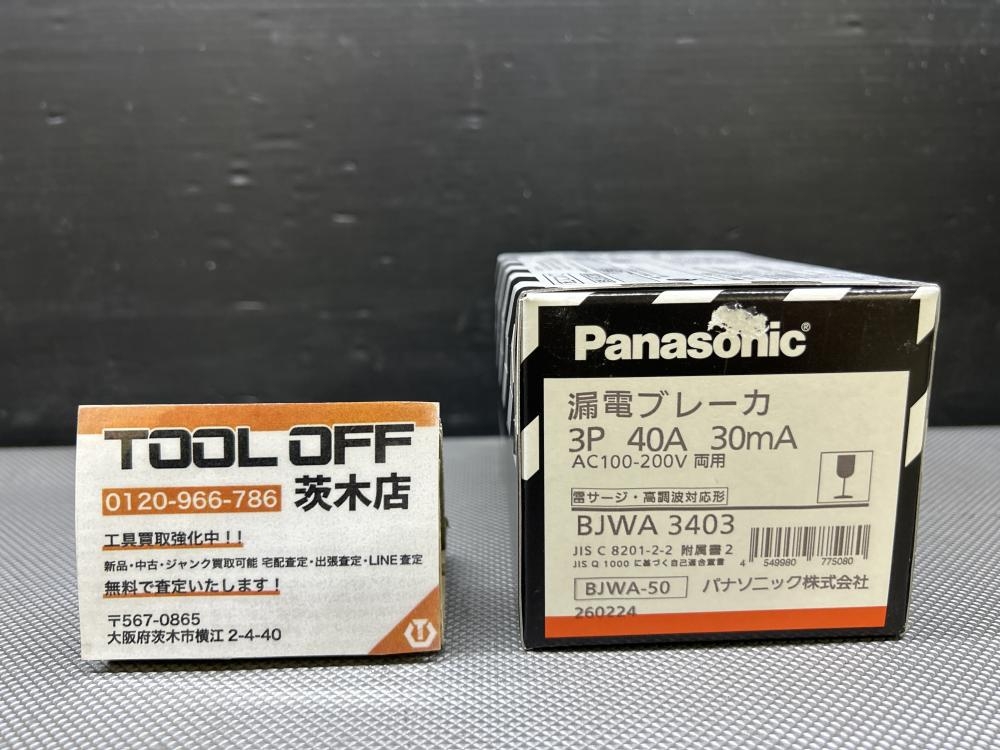 TOOL OFF
0120-966-786 茨木店
工具買取強化中！！
新品・中古・ジャンク買取可能 宅配査定・出張査定・LINE査定
無料で査定いたします！
〒567-0865
大阪府茨木市横江 2-4-40
Panasonic®
漏電ブレーカ
3P 40A 30mA
AC100-200V 両用
雷サージ・高調波対応形
BJWA 3403
JIS C 8201-2-2 附属書2
JIS Q 1000 に基づく自己適合宣言
4 549980 775080
BJWA-50 パナソニック株式会社
260224